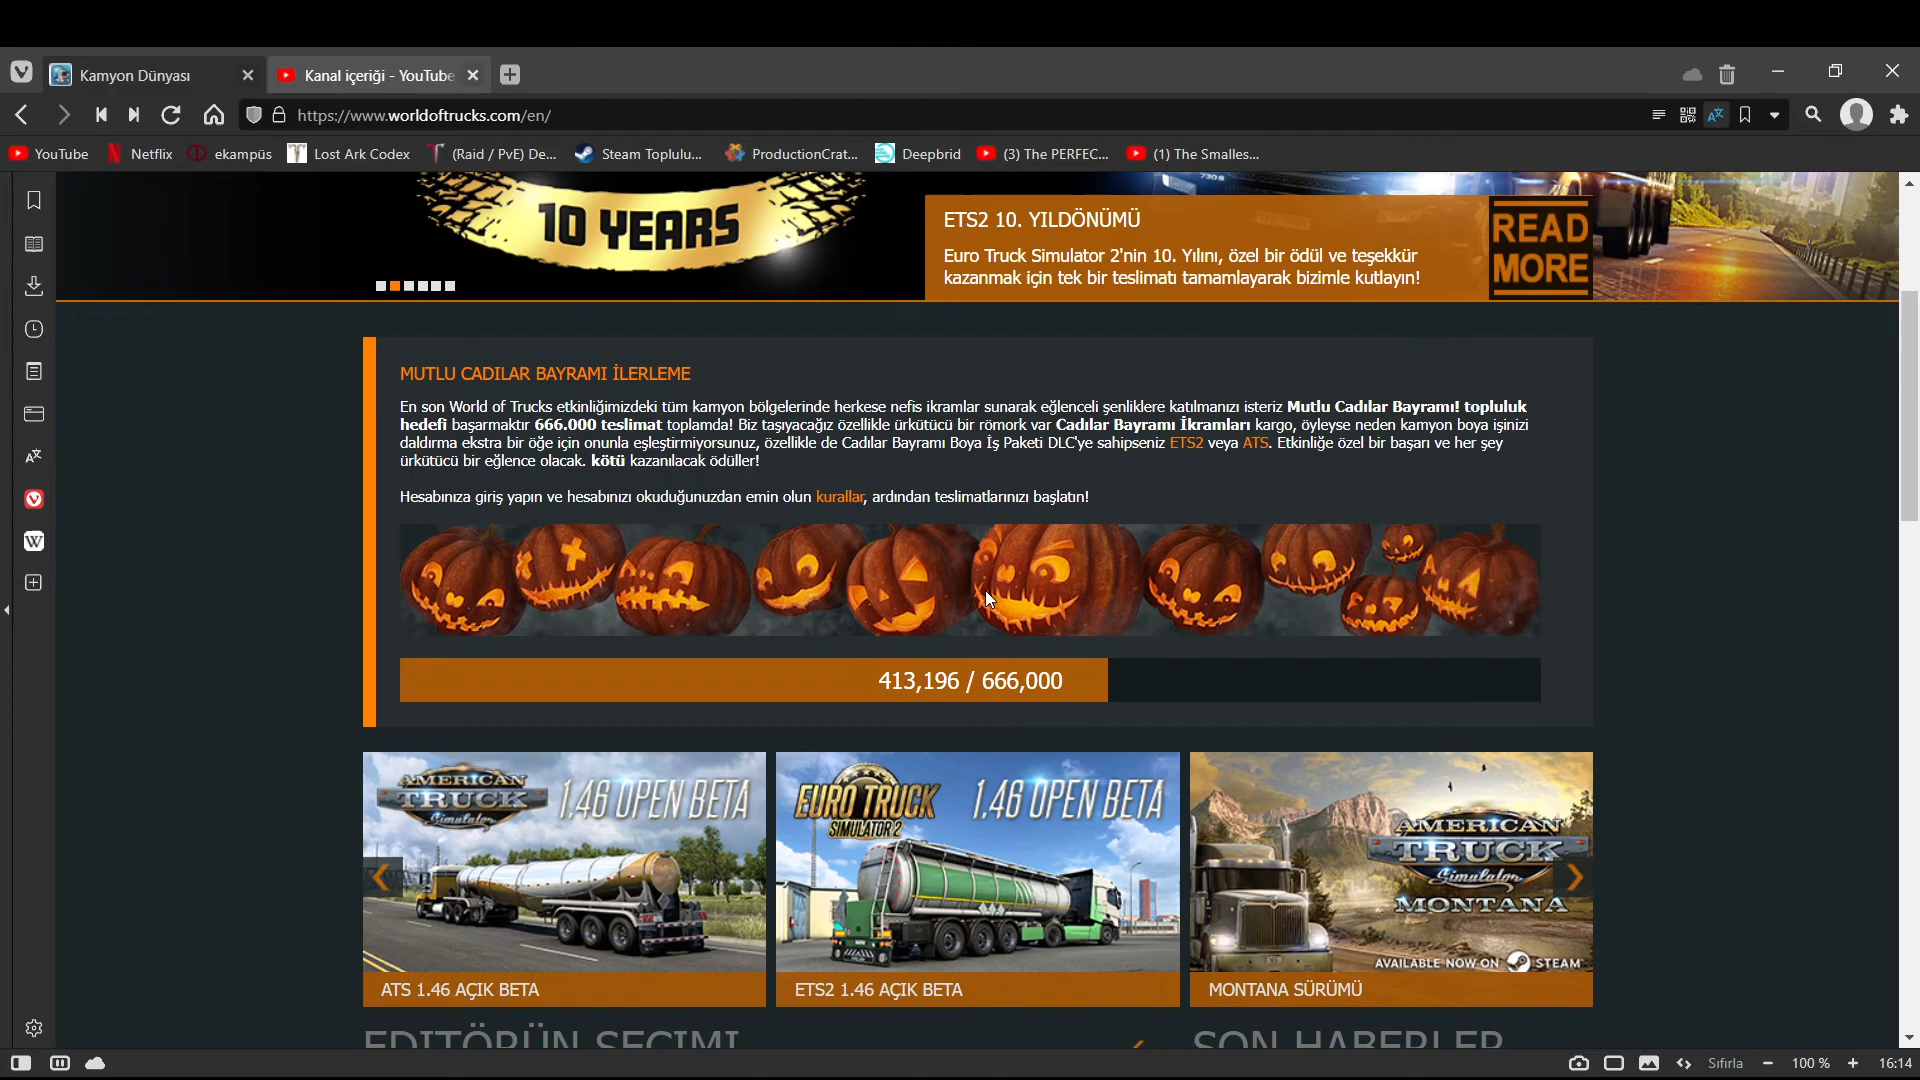 Kamyon Dünyası
Kanal içeriği - YouTube
https://www.worldoftrucks.com/en/
YouTube
Netflix
ekampüs
Lost Ark Codex
(Raid / PvE) De...
Steam Toplulu...
ProductionCrat...
Deepbrid
(3) The PERFEC...
(1) The Smalles...
10 YEARS
ETS2 10. YILDÖNÜMÜ
Euro Truck Simulator 2'nin 10. Yılını, özel bir ödül ve teşekkür
kazanmak için tek bir teslimatı tamamlayarak bizimle kutlayın!
READ
MORE
MUTLU CADILAR BAYRAMI İLERLEME
En son World of Trucks etkinliğimizdeki tüm kamyon bölgelerinde herkese nefis ikramlar sunarak eğlenceli şenliklere katılmanızı isteriz Mutlu Cadılar Bayramı! topluluk
hedefi başarmaktır 666.000 teslimat toplamda! Biz taşıyacağız özellikle ürkütücü bir römork var Cadılar Bayramı İkramları kargo, öyleyse neden kamyon boya işinizi
daldırma ekstra bir öğe için onunla eşleştirmiyorsunuz, özellikle de Cadılar Bayramı Boya İş Paketi DLC'ye sahipseniz ETS2 veya ATS. Etkinliğe özel bir başarı ve her şey
ürkütücü bir eğlence olacak. kötü kazanılacak ödüller!
Hesabınıza giriş yapın ve hesabınızı okuduğunuzdan emin olun kurallar, ardından teslimatlarınızı başlatın!
413,196 / 666,000
AMERICAN
TRUCK
Simulator
1.46 OPEN BETA
EURO TRUCK
SIMULATOR 2
1.46 OPEN BETA
AMERICAN
TRUCK
Simulator
MONTANA
AVAILABLE NOW ON STEAM
ATS 1.46 AÇIK BETA
ETS2 1.46 AÇIK BETA
MONTANA SÜRÜMÜ
EDITÖRÜN SEÇIMI
SON HABERLER
Sıfırla
100 %
16:14